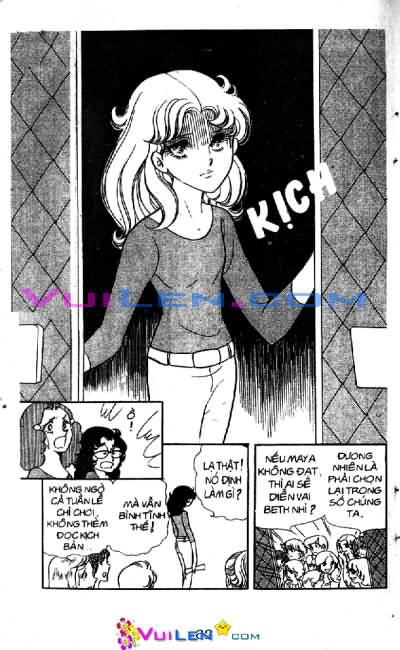 KỊCH
VuiLen.com
Ơ!
KHÔNG NGỜ
CẢ TUẦN LỄ
CHỈ CHƠI,
KHÔNG THÈM
ĐỌC KỊCH
BẢN...
MÀ VẪN
BÌNH TĨNH
THẾ!
LẠ THẬT!
NÓ ĐỊNH
LÀM GÌ?
NẾU MAYA
KHÔNG ĐẠT,
THÌ AI SẼ
DIỄN VAI
BETH NHỈ?
ĐƯƠNG
NHIÊN LÀ
PHẢI CHỌN
LẠI TRONG
SỐ CHÚNG
TA.
VuiLen.com